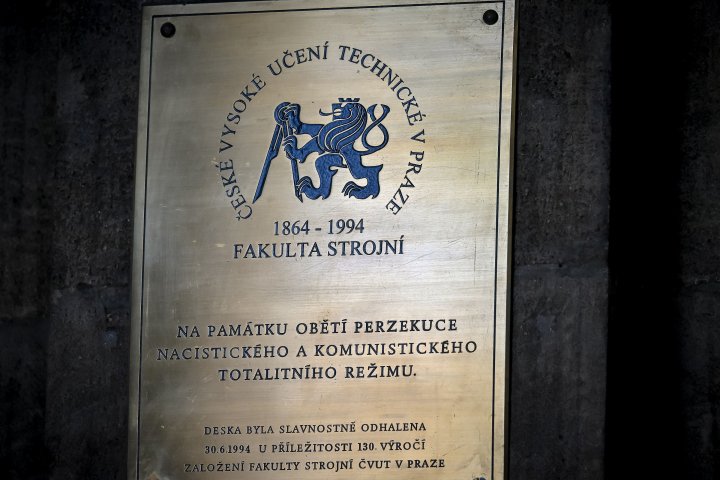 ČESKÉ VYSOKÉ UČENÍ TECHNICKÉ V PRAZE
1864 - 1994
FAKULTA STROJNÍ
NA PAMÁTKU OBĚTÍ PERZEKUCE
NACISTICKÉHO A KOMUNISTICKÉHO
TOTALITNÍHO REŽIMU.
DESKA BYLA SLAVNOSTNĚ ODHALENA
30.6.1994 U PŘÍLEŽITOSTI 130. VÝROČÍ
ZALOŽENÍ FAKULTY STROJNÍ ČVUT V PRAZE